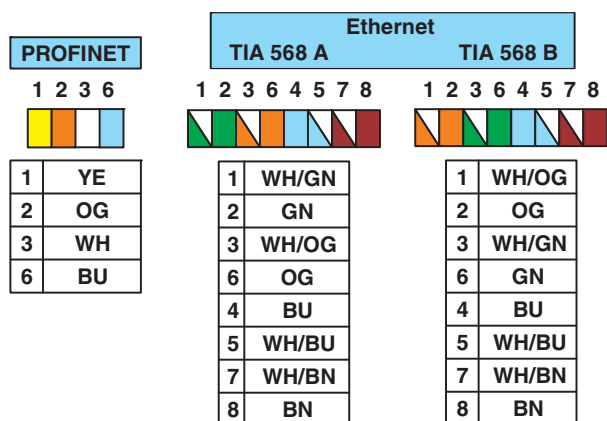 PROFINET
1 2 3 6
1 YE
2 OG
3 WH
6 BU
Ethernet
TIA 568 A TIA 568 B
1 2 3 6 4 5 7 8
1 WH/GN
2 GN
3 WH/OG
6 OG
4 BU
5 WH/BU
7 WH/BN
8 BN
1 2 3 6 4 5 7 8
1 WH/OG
2 OG
3 WH/GN
6 GN
4 BU
5 WH/BU
7 WH/BN
8 BN